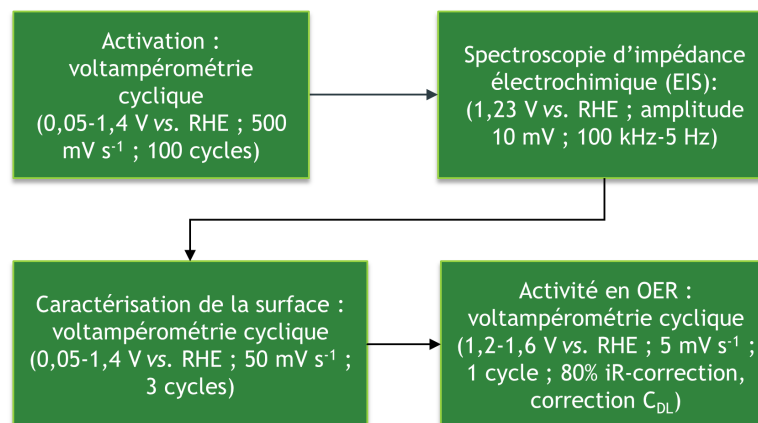 Activation :
voltampérométrie
cyclique
(0,05-1,4 V vs. RHE ; 500
mV s⁻¹ ; 100 cycles)
Spectroscopie d’impédance
électrochimique (EIS):
(1,23 V vs. RHE ; amplitude
10 mV ; 100 kHz-5 Hz)
Caractérisation de la surface :
voltampérométrie cyclique
(0,05-1,4 V vs. RHE ; 50 mV s⁻¹ ;
3 cycles)
Activité en OER :
voltampérométrie cyclique
(1,2-1,6 V vs. RHE ; 5 mV s⁻¹ ;
1 cycle ; 80% iR-correction,
correction C_DL)